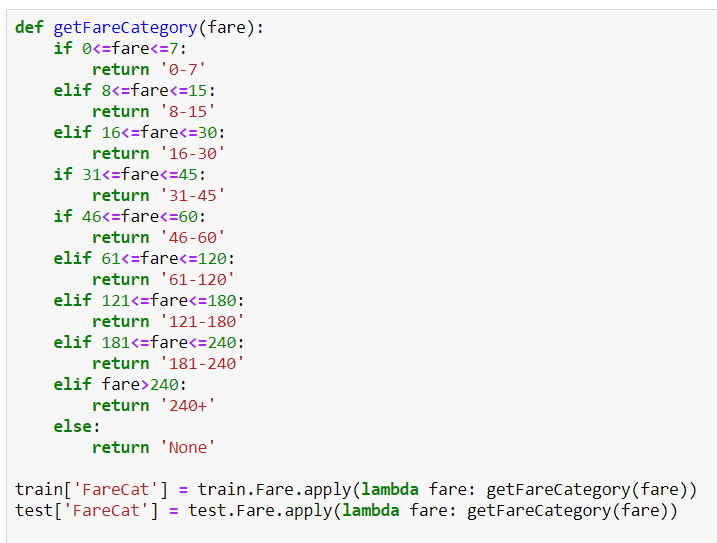 def getFareCategory(fare):
    if 0<=fare<=7:
        return '0-7'
    elif 8<=fare<=15:
        return '8-15'
    elif 16<=fare<=30:
        return '16-30'
    if 31<=fare<=45:
        return '31-45'
    if 46<=fare<=60:
        return '46-60'
    elif 61<=fare<=120:
        return '61-120'
    elif 121<=fare<=180:
        return '121-180'
    elif 181<=fare<=240:
        return '181-240'
    elif fare>240:
        return '240+'
    else:
        return 'None'

train['FareCat'] = train.Fare.apply(lambda fare: getFareCategory(fare))
test['FareCat'] = test.Fare.apply(lambda fare: getFareCategory(fare))